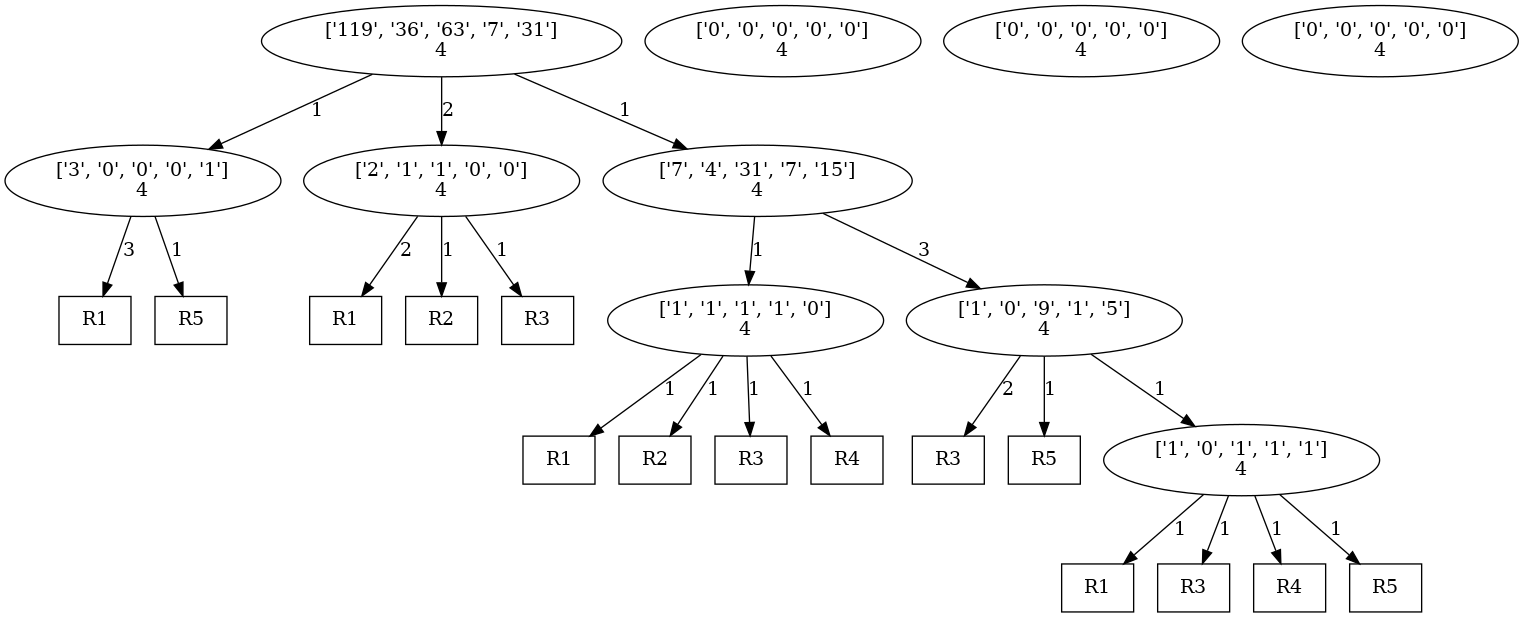 ['119', '36', '63', '7', '31']
4
['0', '0', '0', '0', '0']
4
['0', '0', '0', '0', '0']
4
['0', '0', '0', '0', '0']
4
1
2
1
['3', '0', '0', '0', '1']
4
['2', '1', '1', '0', '0']
4
['7', '4', '31', '7', '15']
4
3
1
2
1
1
1
3
R1
R5
R1
R2
R3
['1', '1', '1', '1', '0']
4
['1', '0', '9', '1', '5']
4
1
1
1
1
2
1
1
R1
R2
R3
R4
R3
R5
['1', '0', '1', '1', '1']
4
1
1
1
1
R1
R3
R4
R5